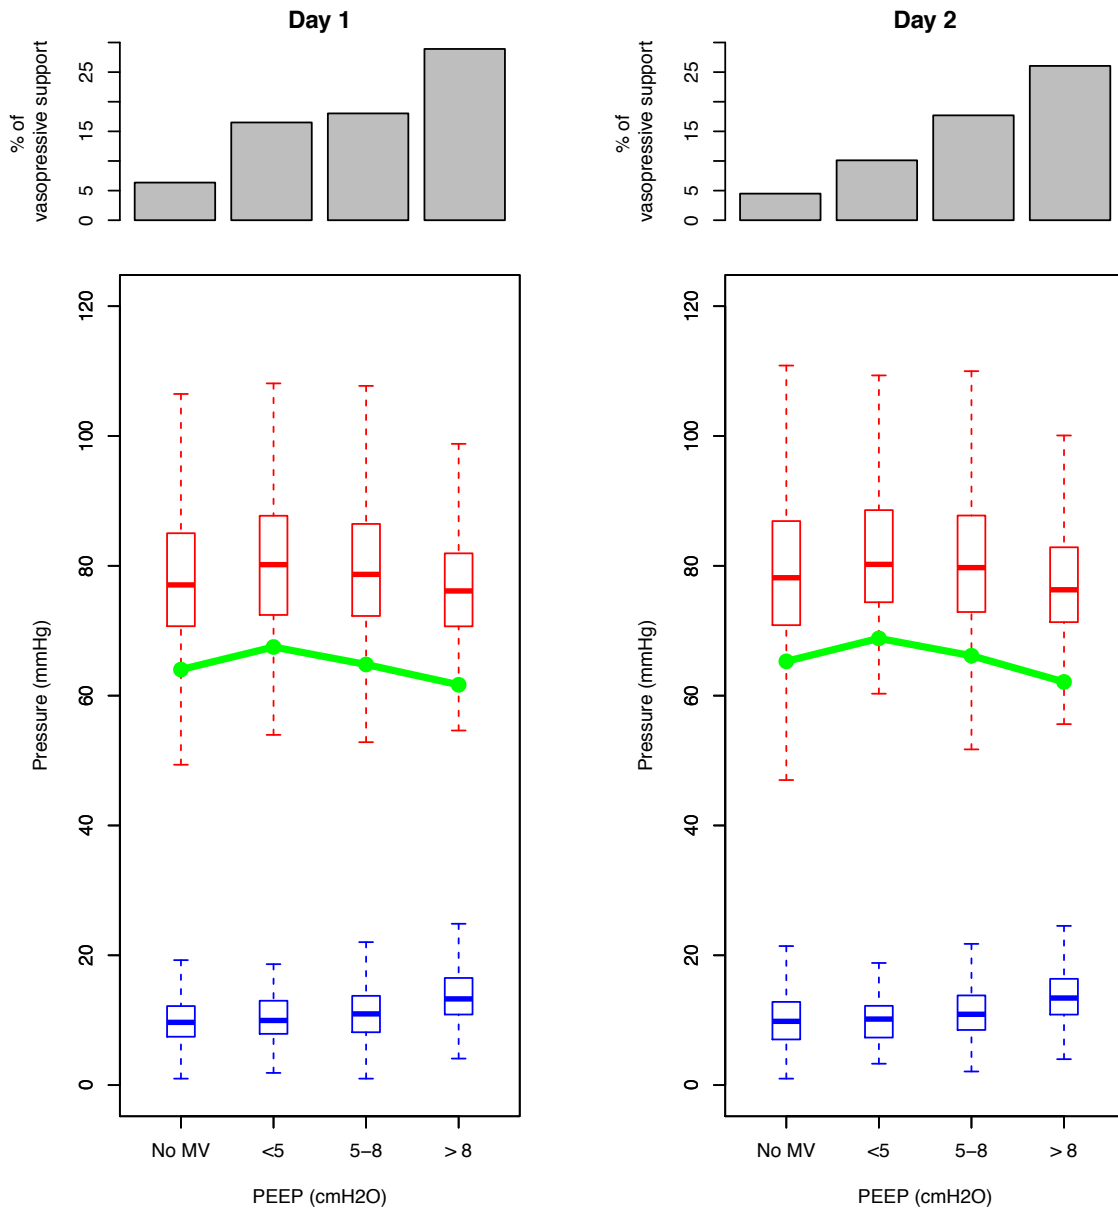 Day 1
% of
vasopressive support
0
5
15
25
Pressure (mmHg)
0
20
40
60
80
100
120
No MV
<5
5−8
> 8
PEEP (cmH2O)
Day 2
% of
vasopressive support
0
5
15
25
Pressure (mmHg)
0
20
40
60
80
100
120
No MV
<5
5−8
> 8
PEEP (cmH2O)